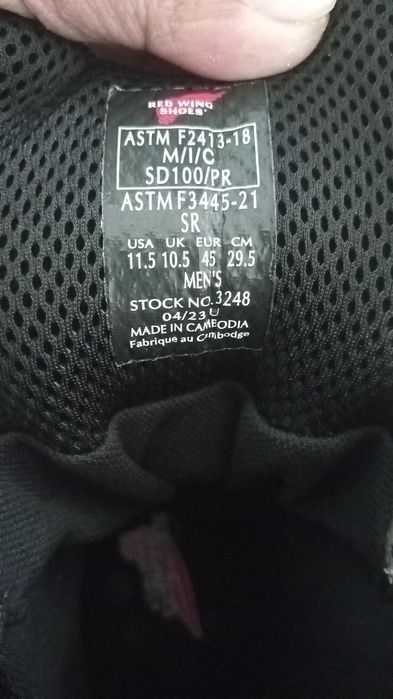 RED WING
SHOES
ASTM F2413-18
M/I/C
SD100/PR
ASTM F3445-21
SR
USA UK EUR CM
11.5 10.5 45 29.5
MEN'S
STOCK NO. 3248
04/23 U
MADE IN CAMBODIA
Fabriqué au Cambodge